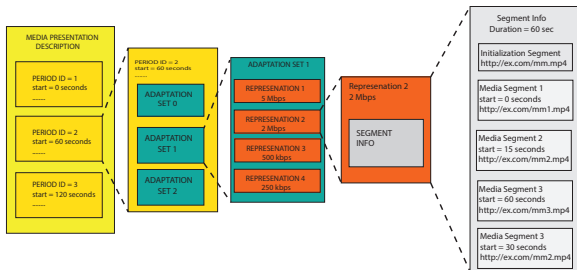 MEDIA PRESENTATION
DESCRIPTION
PERIOD ID = 1
start = 0 seconds
......
PERIOD ID = 2
start = 60 seconds
......
PERIOD ID = 3
start = 120 seconds
......
PERIOD ID = 2
start = 60 seconds
......
ADAPTATION
SET 0
ADAPTATION
SET 1
ADAPTATION
SET 2
ADAPTATION SET 1
REPRESENATION 1
5 Mbps
REPRESENATION 2
2 Mbps
REPRESENATION 3
500 kbps
REPRESENATION 4
250 kbps
Represenation 2
2 Mbps
SEGMENT
INFO
Segment Info
Duration = 60 sec
Initialization Segment
http://ex.com/mm.mp4
Media Segment 1
start = 0 seconds
http://ex.com/mm1.mp4
Media Segment 2
start = 15 seconds
http://ex.com/mm2.mp4
Media Segment 3
start = 60 seconds
http://ex.com/mm3.mp4
Media Segment 3
start = 30 seconds
http://ex.com/mm2.mp4